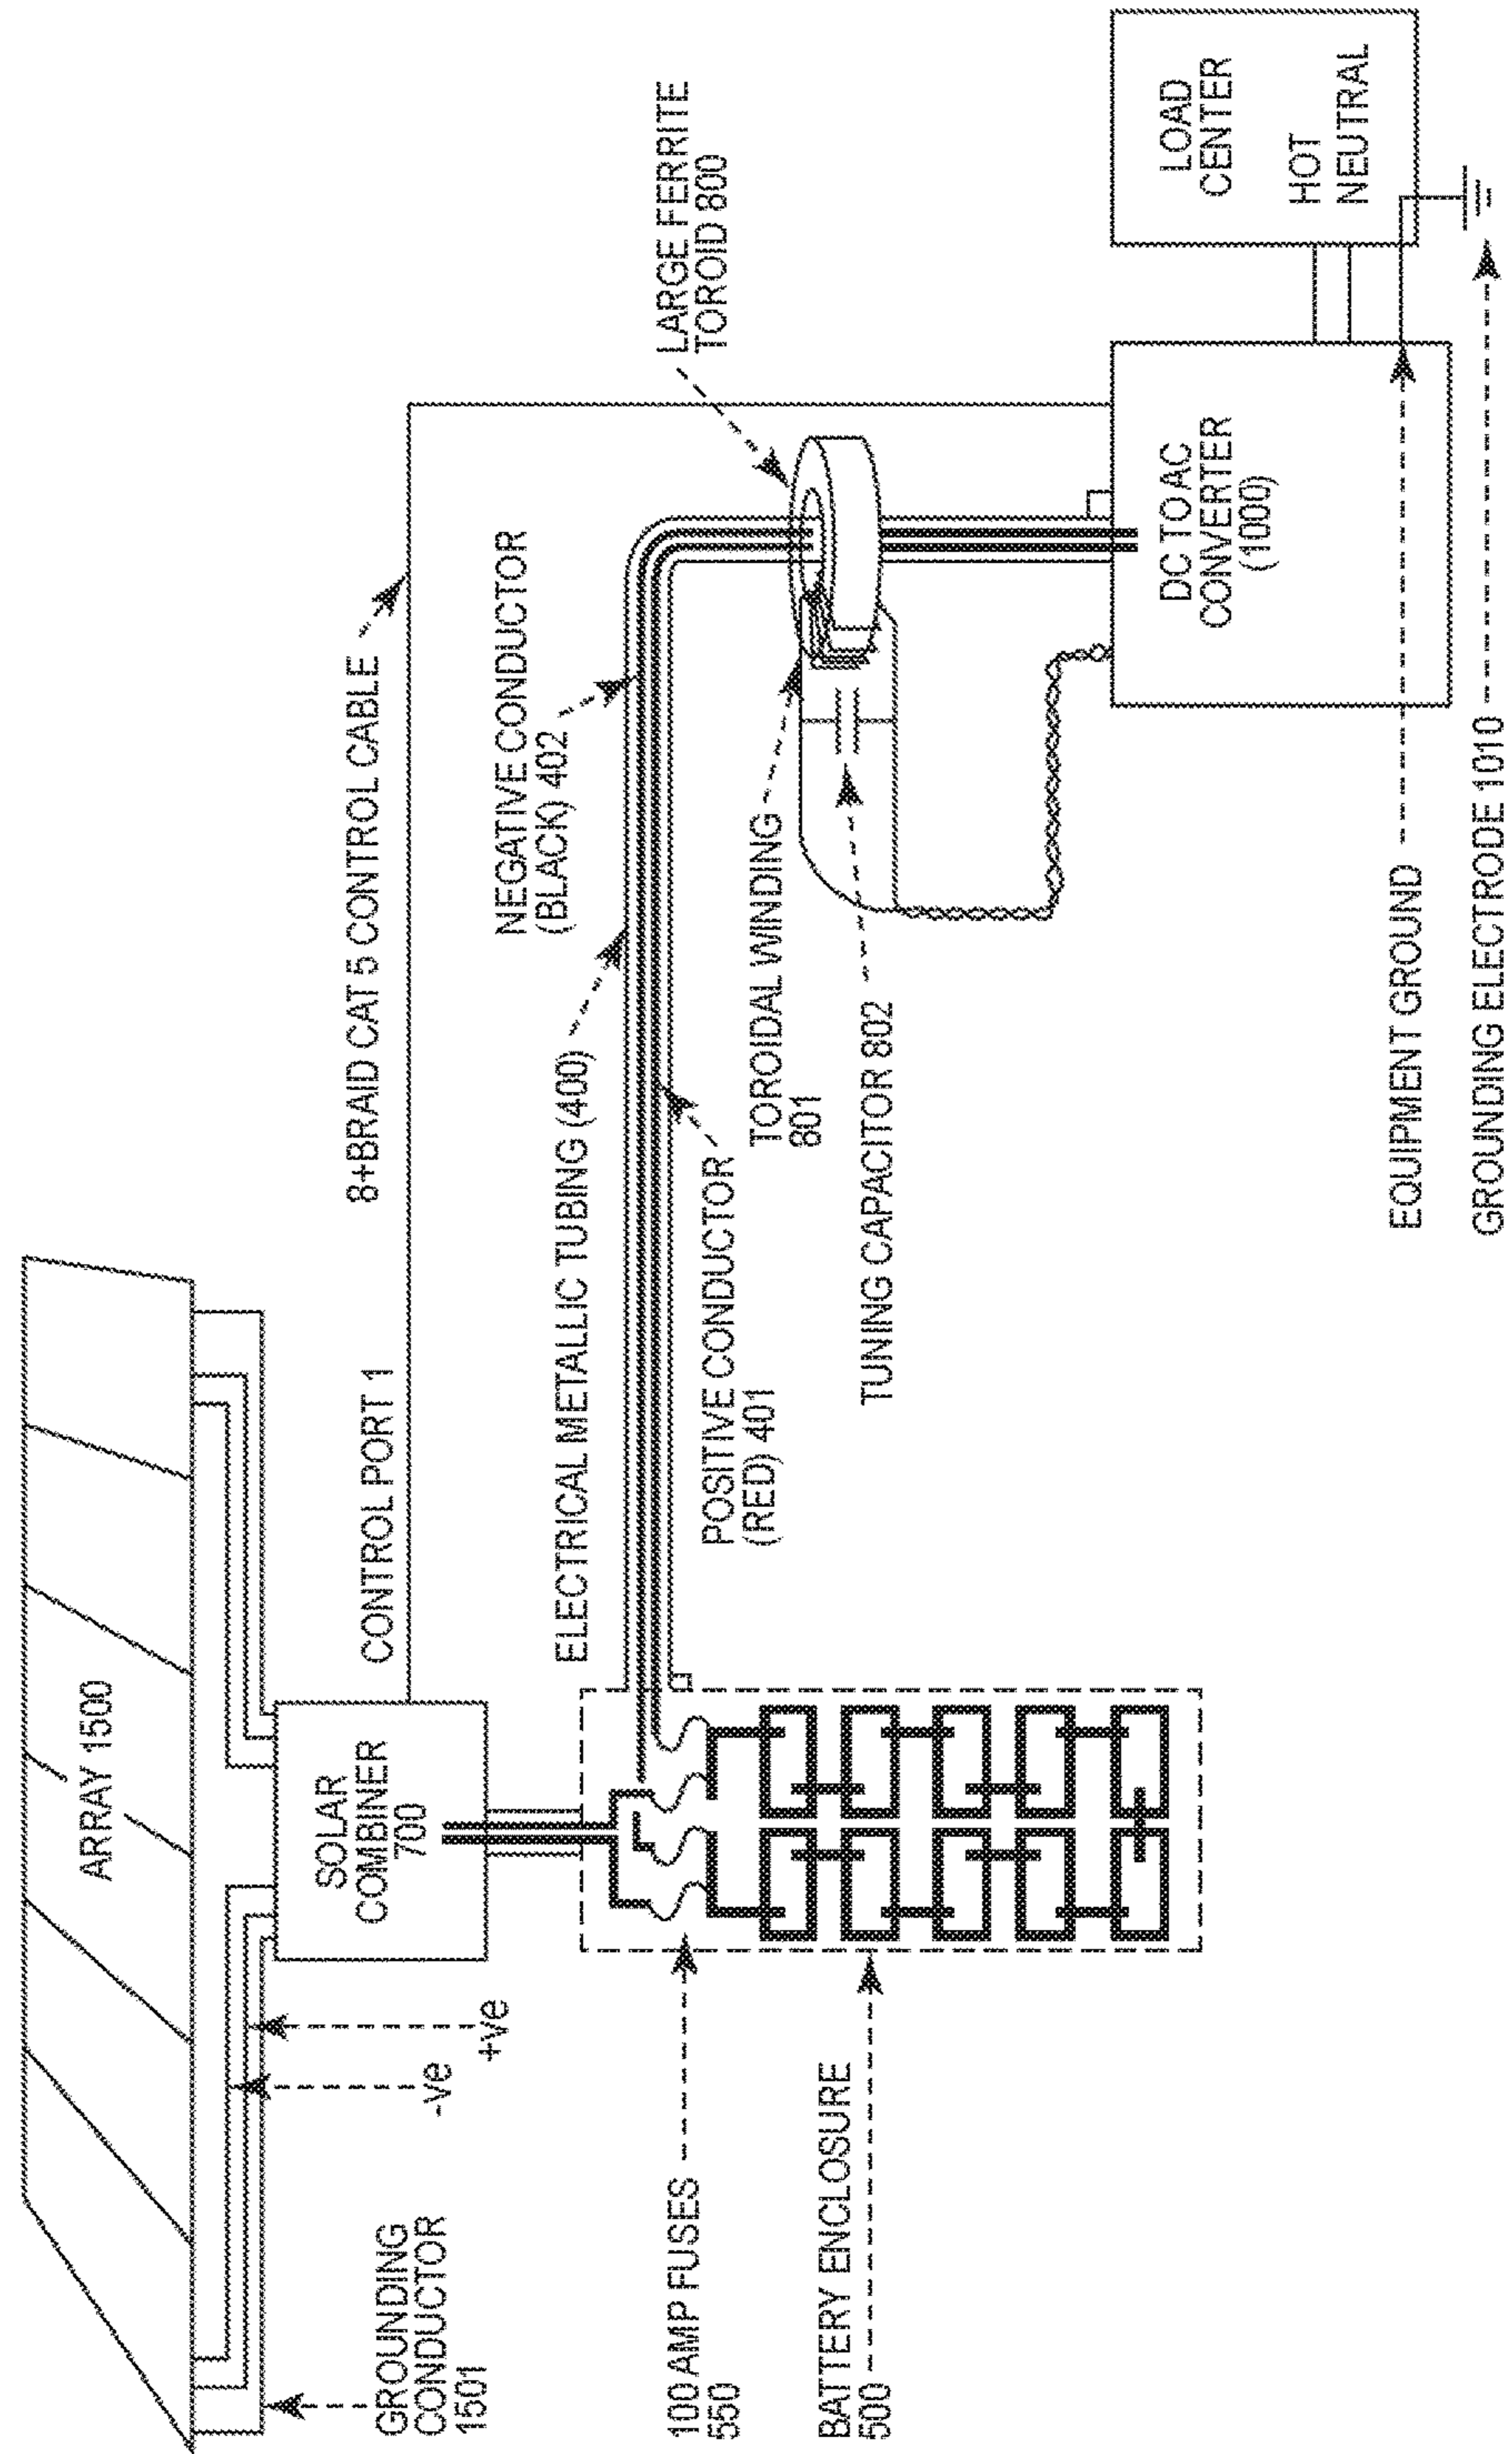 ARRAY 1500
8+BRAID CAT 5 CONTROL CABLE
CONTROL PORT 1
SOLAR
COMBINER
700
GROUNDING
CONDUCTOR
1501
-ve
+ve
NEGATIVE CONDUCTOR
(BLACK) 402
ELECTRICAL METALLIC TUBING (400)
LARGE FERRITE
TOROID 800
POSITIVE CONDUCTOR
(RED) 401
TOROIDAL WINDING
801
TUNING CAPACITOR 802
100 AMP FUSES
550
BATTERY ENCLOSURE
500
DC TO AC
CONVERTER
(1000)
LOAD
CENTER
HOT
NEUTRAL
EQUIPMENT GROUND
GROUNDING ELECTRODE 1010